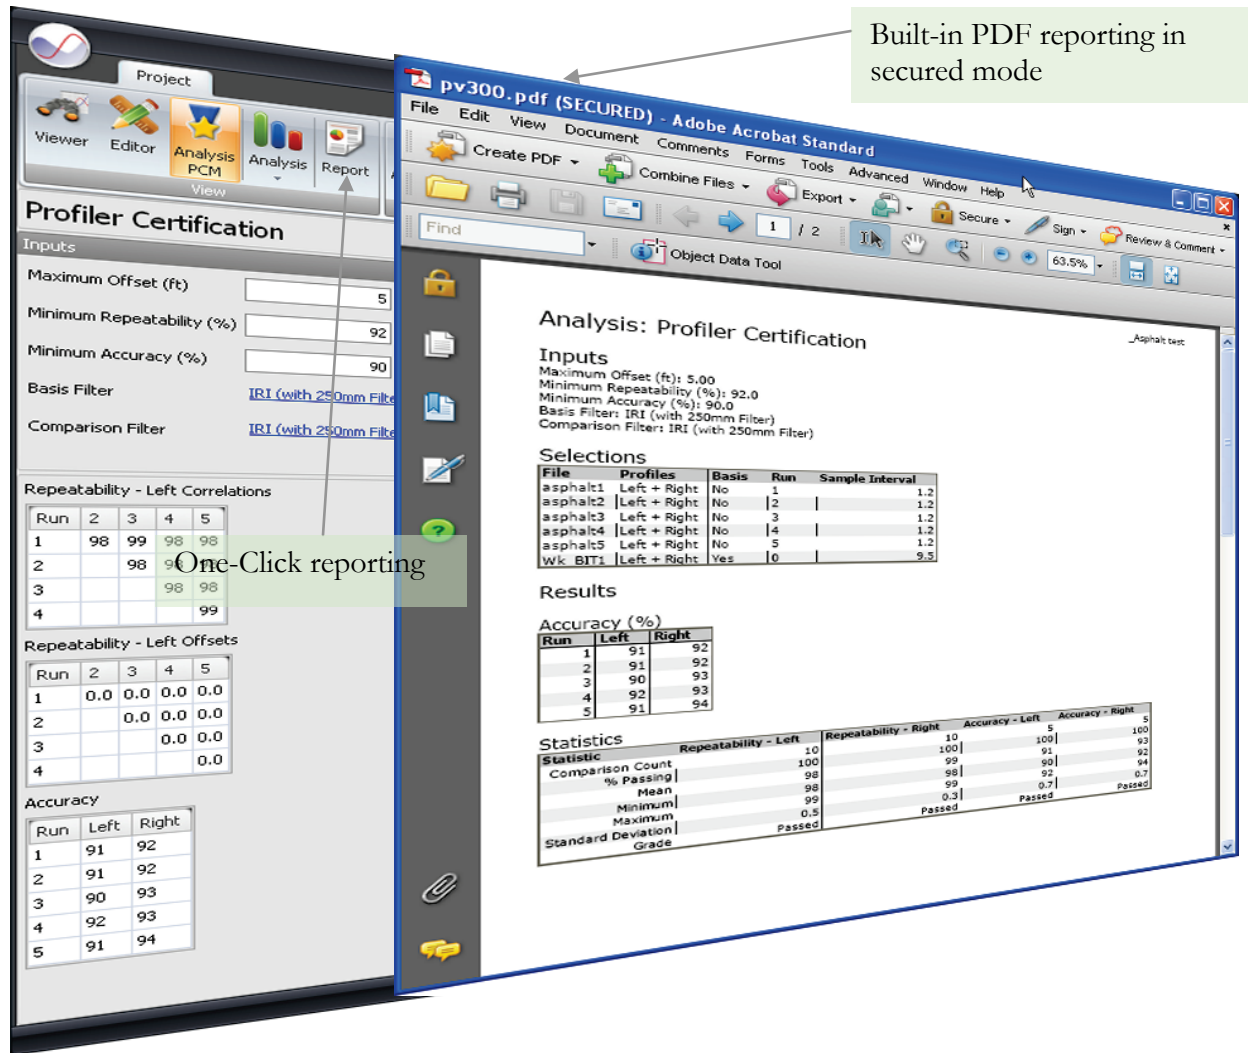 Built-in PDF reporting in
secured mode
Project
Viewer
Editor
Analysis
PCM
Analysis
Report
View
Profiler Certification
Inputs
Maximum Offset (ft) 5
Minimum Repeatability (%) 92
Minimum Accuracy (%) 90
Basis Filter IRI (with 250mm Filte
Comparison Filter IRI (with 250mm Filte
Repeatability - Left Correlations
Run 2 3 4 5
1 98 99 98 98
2 98 98
3 98 98
4 99
One-Click reporting
Repeatability - Left Offsets
Run 2 3 4 5
1 0.0 0.0 0.0 0.0
2 0.0 0.0 0.0
3 0.0 0.0
4 0.0
Accuracy
Run Left Right
1 91 92
2 91 92
3 90 93
4 92 93
5 91 94
pv300.pdf (SECURED) - Adobe Acrobat Standard
File Edit View Document Comments Forms Tools Advanced Window Help
Create PDF Combine Files Export Secure Sign Review & Comment
1 / 2 63.5%
Find
Object Data Tool
Analysis: Profiler Certification
_Asphalt test
Inputs
Maximum Offset (ft): 5.00
Minimum Repeatability (%): 92.0
Minimum Accuracy (%): 90.0
Basis Filter: IRI (with 250mm Filter)
Comparison Filter: IRI (with 250mm Filter)
Selections
File Profiles Basis Run Sample Interval
asphalt1 Left + Right No 1 1.2
asphalt2 Left + Right No 2 1.2
asphalt3 Left + Right No 3 1.2
asphalt4 Left + Right No 4 1.2
asphalt5 Left + Right No 5 1.2
Wk_BIT1 Left + Right Yes 0 9.5
Results
Accuracy (%)
Run Left Right
1 91 92
2 91 92
3 90 93
4 92 93
5 91 94
Statistics
Statistic Repeatability - Left Repeatability - Right Accuracy - Left Accuracy - Right
Comparison Count 10 10 5 5
% Passing 100 100 100 100
Mean 98 99 91 93
Minimum 98 98 90 92
Maximum 99 99 92 94
Standard Deviation 0.5 0.3 0.7 0.7
Grade Passed Passed Passed Passed